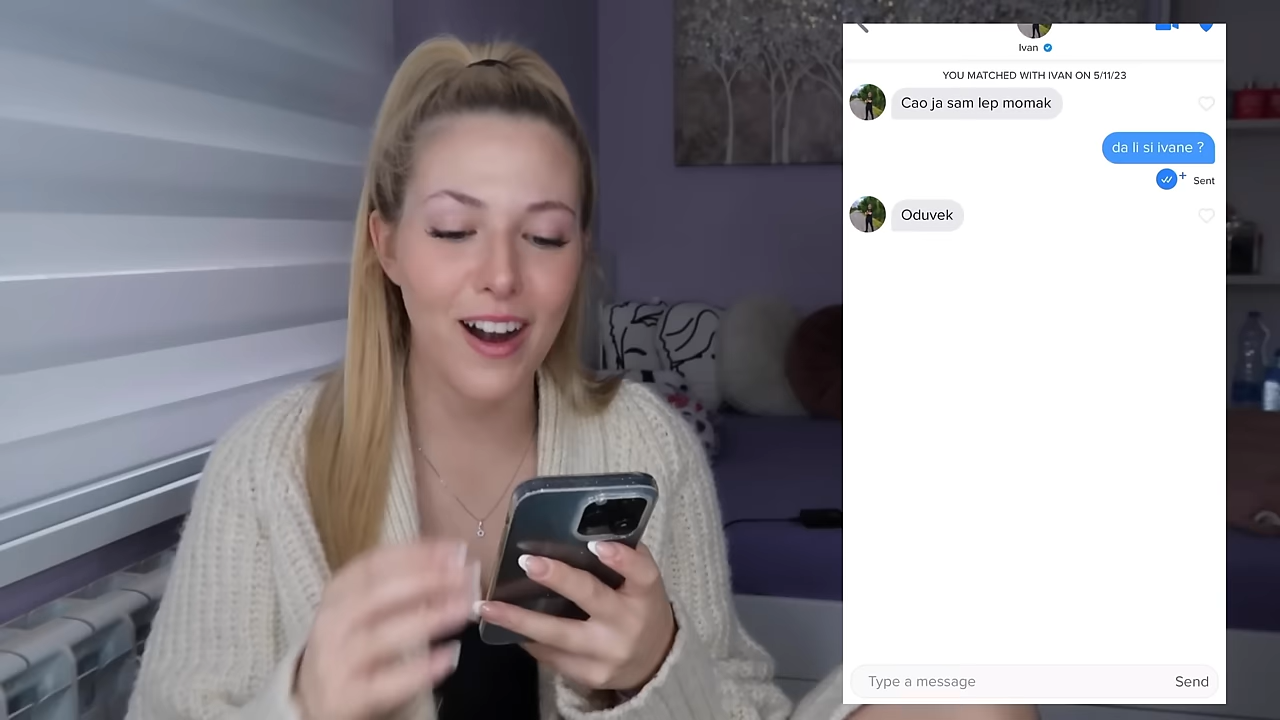 Ivan
YOU MATCHED WITH IVAN ON 5/11/23
Cao ja sam lep momak
da li si ivane ?
Sent
Oduvek
Type a message
Send